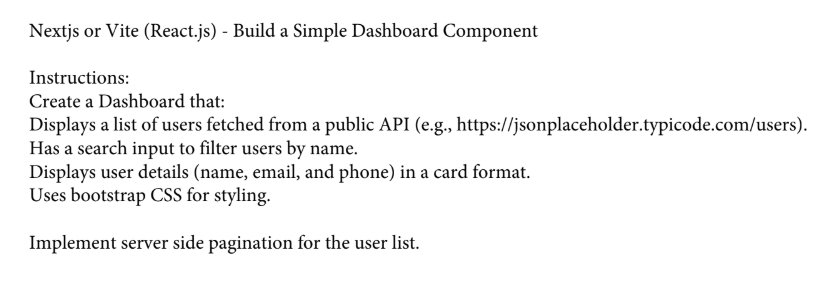 Nextjs or Vite (React.js) - Build a Simple Dashboard Component
Instructions:
Create a Dashboard that:
Displays a list of users fetched from a public API (e.g., https://jsonplaceholder.typicode.com/users).
Has a search input to filter users by name.
Displays user details (name, email, and phone) in a card format.
Uses bootstrap CSS for styling.
Implement server side pagination for the user list.